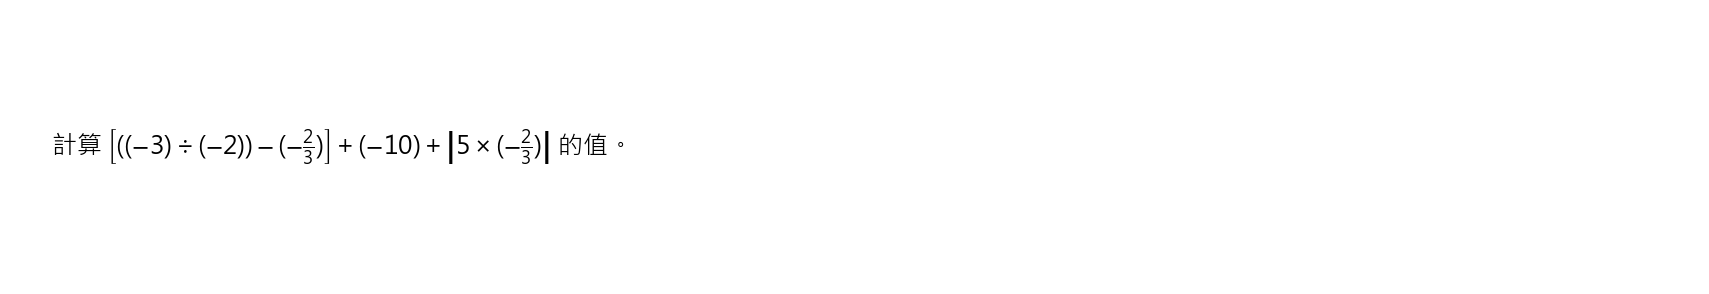 計算 [((−3) ÷ (−2)) − (−2/3)] + (−10) + |5 × (−2/3)| 的值。